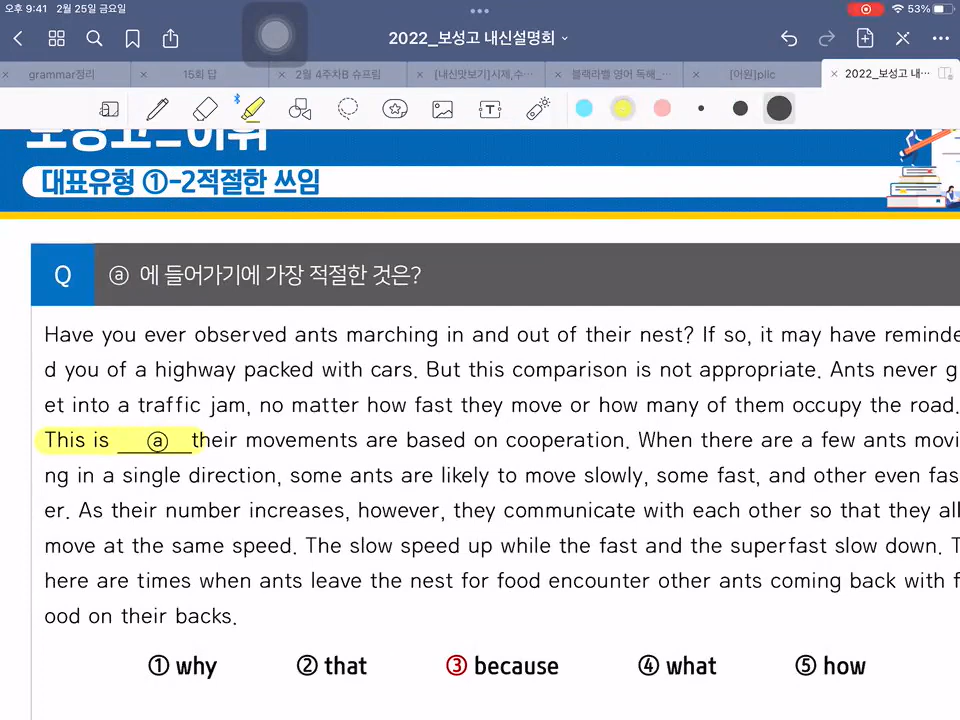 오후 9:41 2월 25일 금요일
53%
2022_보성고 내신설명회
grammar정리
15회 답
2월 4주차B 슈프림
[내신맛보기]시제,수…
블랙라벨 영어 독해_…
[어원]plic
2022_보성고 내…
보성고_어휘
대표유형 ①-2적절한 쓰임
Q ⓐ 에 들어가기에 가장 적절한 것은?
Have you ever observed ants marching in and out of their nest? If so, it may have reminde
d you of a highway packed with cars. But this comparison is not appropriate. Ants never g
et into a traffic jam, no matter how fast they move or how many of them occupy the road.
This is ⓐ their movements are based on cooperation. When there are a few ants movi
ng in a single direction, some ants are likely to move slowly, some fast, and other even fas
er. As their number increases, however, they communicate with each other so that they all
move at the same speed. The slow speed up while the fast and the superfast slow down. T
here are times when ants leave the nest for food encounter other ants coming back with f
ood on their backs.
① why ② that ③ because ④ what ⑤ how